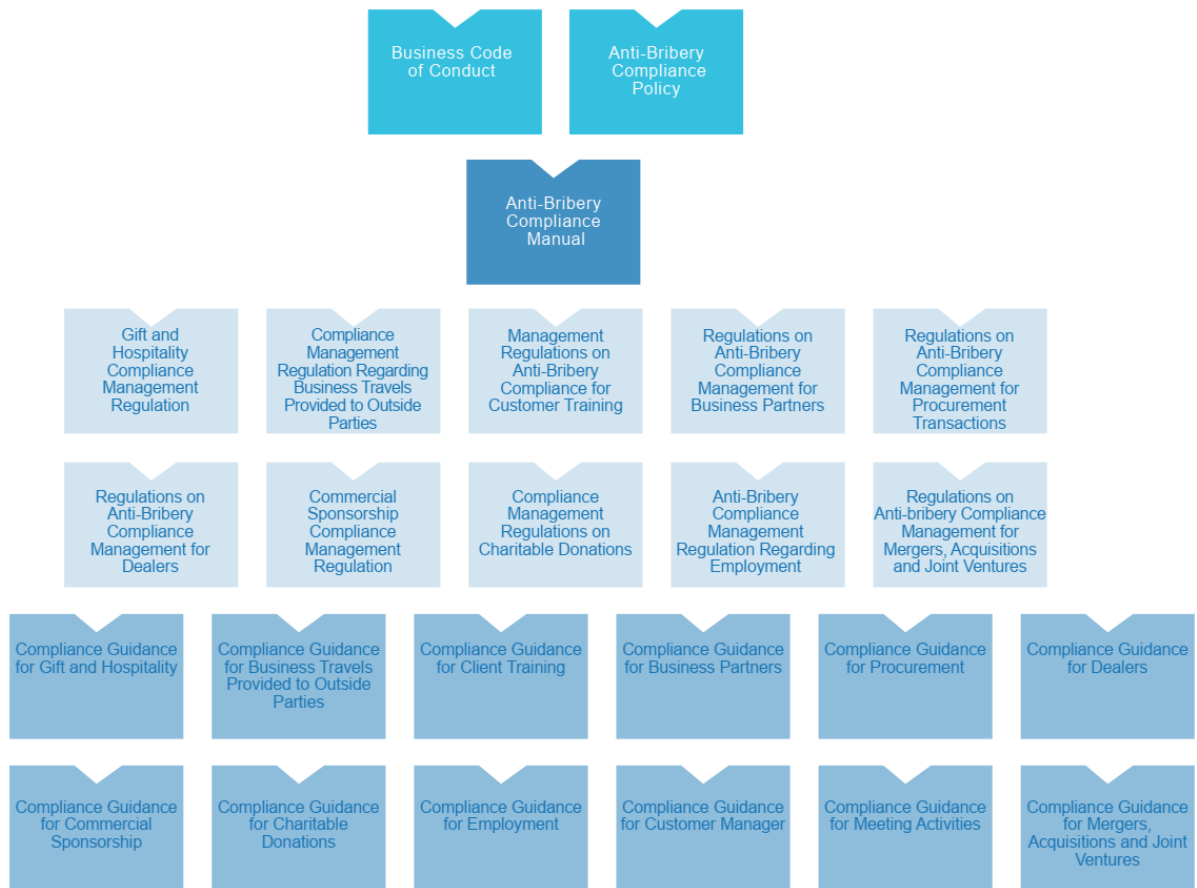 Business Code
of Conduct
Anti-Bribery
Compliance
Policy
Anti-Bribery
Compliance
Manual
Gift and
Hospitality
Compliance
Management
Regulation
Compliance
Management
Regulation Regarding
Business Travels
Provided to Outside
Parties
Management
Regulations on
Anti-Bribery
Compliance for
Customer Training
Regulations on
Anti-Bribery
Compliance
Management for
Business Partners
Regulations on
Anti-Bribery
Compliance
Management for
Procurement
Transactions
Regulations on
Anti-Bribery
Compliance
Management for
Dealers
Commercial
Sponsorship
Compliance
Management
Regulation
Compliance
Management
Regulations on
Charitable Donations
Anti-Bribery
Compliance
Management
Regulation Regarding
Employment
Regulations on
Anti-bribery Compliance
Management for
Mergers, Acquisitions
and Joint Ventures
Compliance Guidance
for Gift and Hospitality
Compliance Guidance
for Business Travels
Provided to Outside
Parties
Compliance Guidance
for Client Training
Compliance Guidance
for Business Partners
Compliance Guidance
for Procurement
Compliance Guidance
for Dealers
Compliance Guidance
for Commercial
Sponsorship
Compliance Guidance
for Charitable
Donations
Compliance Guidance
for Employment
Compliance Guidance
for Customer Manager
Compliance Guidance
for Meeting Activities
Compliance Guidance
for Mergers,
Acquisitions and Joint
Ventures